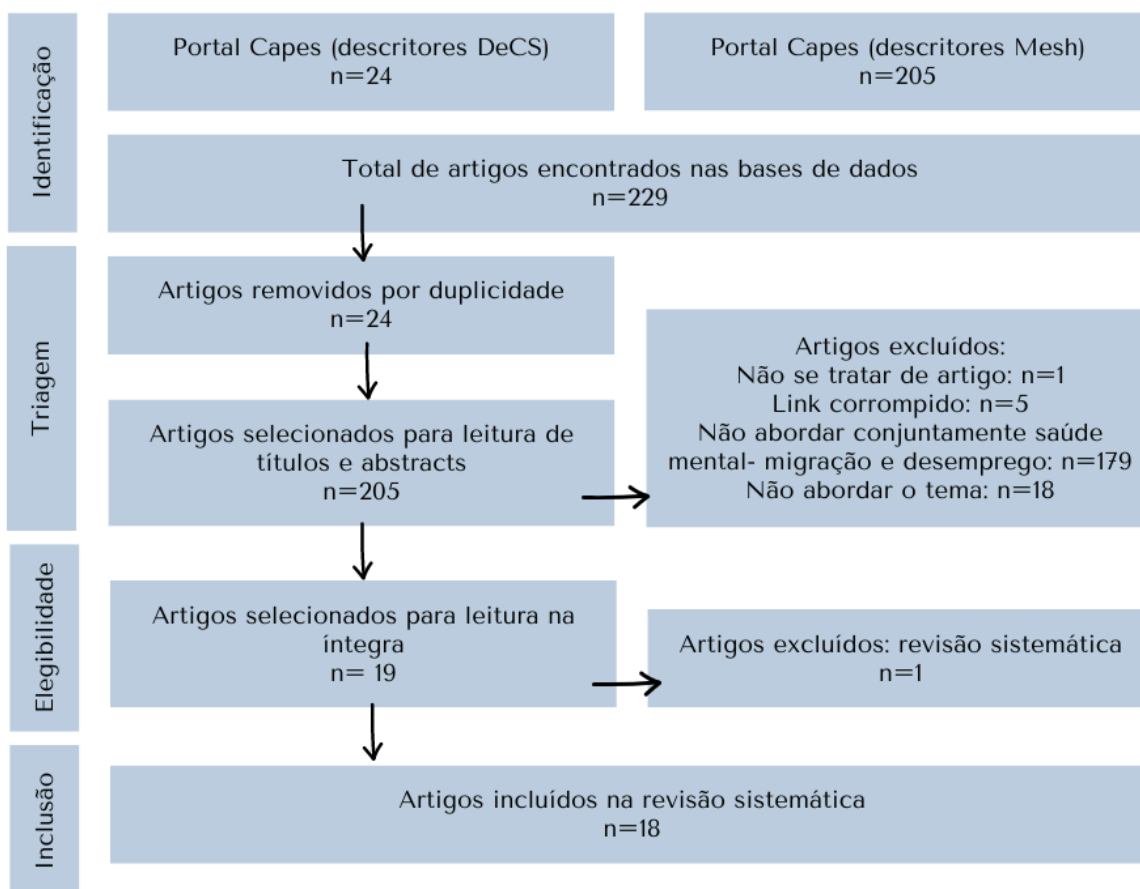 Identificação
Portal Capes (descritores DeCS)
n=24
Portal Capes (descritores Mesh)
n=205
Total de artigos encontrados nas bases de dados
n=229
Triagem
Artigos removidos por duplicidade
n=24
Artigos selecionados para leitura de
títulos e abstracts
n=205
Artigos excluídos:
Não se tratar de artigo: n=1
Link corrompido: n=5
Não abordar conjuntamente saúde
mental- migração e desemprego: n=179
Não abordar o tema: n=18
Elegibilidade
Artigos selecionados para leitura na
íntegra
n= 19
Artigos excluídos: revisão sistemática
n=1
Inclusão
Artigos incluídos na revisão sistemática
n=18